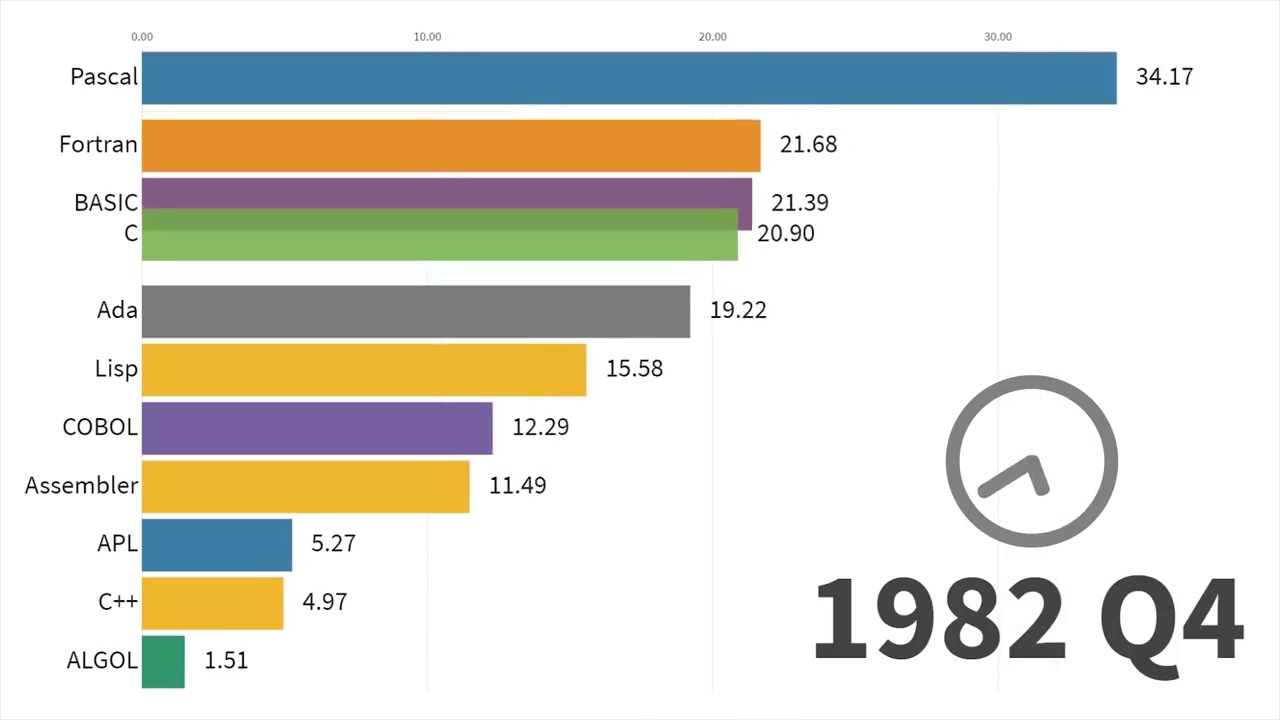 0.00 10.00 20.00 30.00
Pascal 34.17
Fortran 21.68
BASIC 21.39
C 20.90
Ada 19.22
Lisp 15.58
COBOL 12.29
Assembler 11.49
APL 5.27
C++ 4.97
ALGOL 1.51
1982 Q4